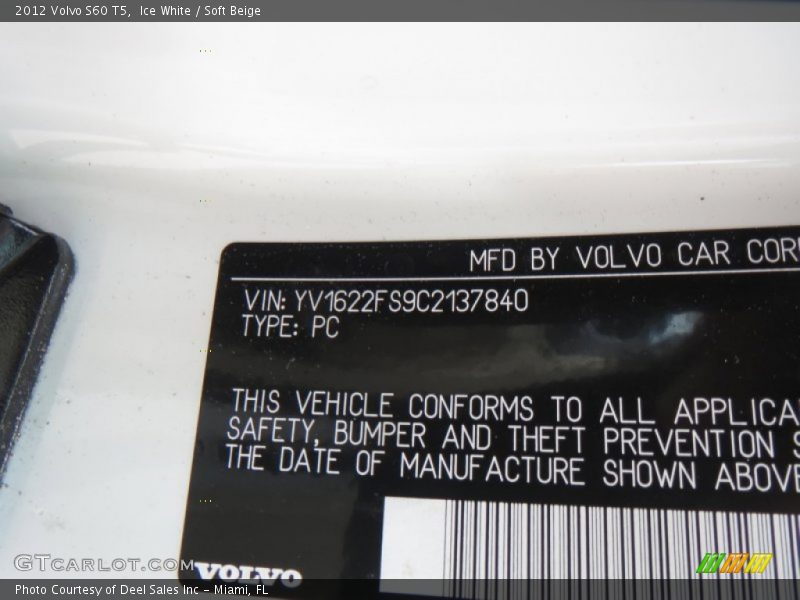 2012 Volvo S60 T5, Ice White / Soft Beige
MFD BY VOLVO CAR CORP
VIN: YV1622FS9C2137840
TYPE: PC
THIS VEHICLE CONFORMS TO ALL APPLICA
SAFETY, BUMPER AND THEFT PREVENTION S
THE DATE OF MANUFACTURE SHOWN ABOVE
GTCARLOT.COM
VOLVO
Photo Courtesy of Deel Sales Inc - Miami, FL